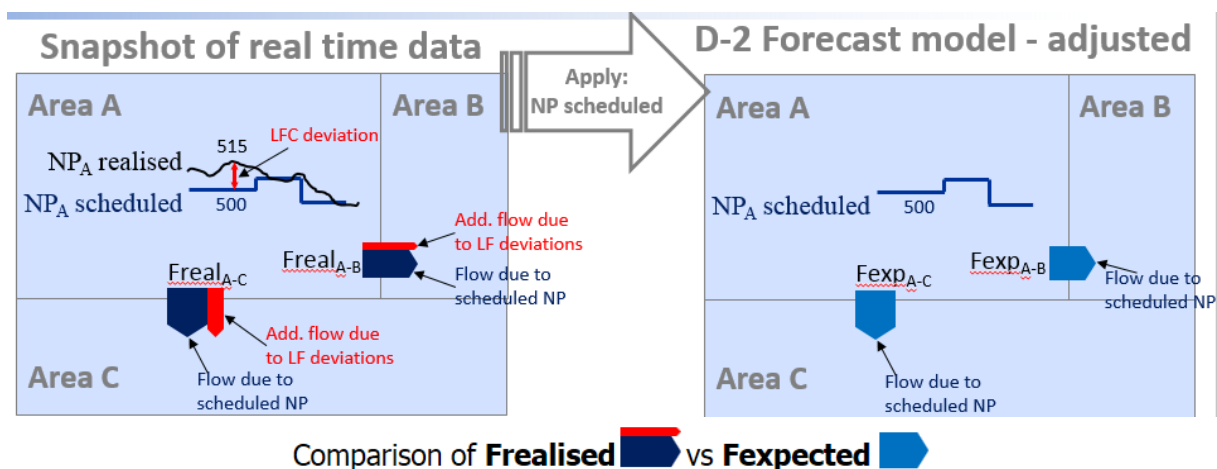 Snapshot of real time data
Apply:
NP scheduled
D-2 Forecast model - adjusted
Area A
Area B
515
LFC deviation
NPA realised
NPA scheduled
500
Add. flow due
to LF deviations
FrealA-B
Flow due to
scheduled NP
FrealA-C
Add. flow due
to LF deviations
Area C
Flow due to
scheduled NP
Area A
Area B
NPA scheduled
500
FexpA-B
FexpA-C
Flow due to
scheduled NP
Area C
Flow due to
scheduled NP
Comparison of Frealised vs Fexpected